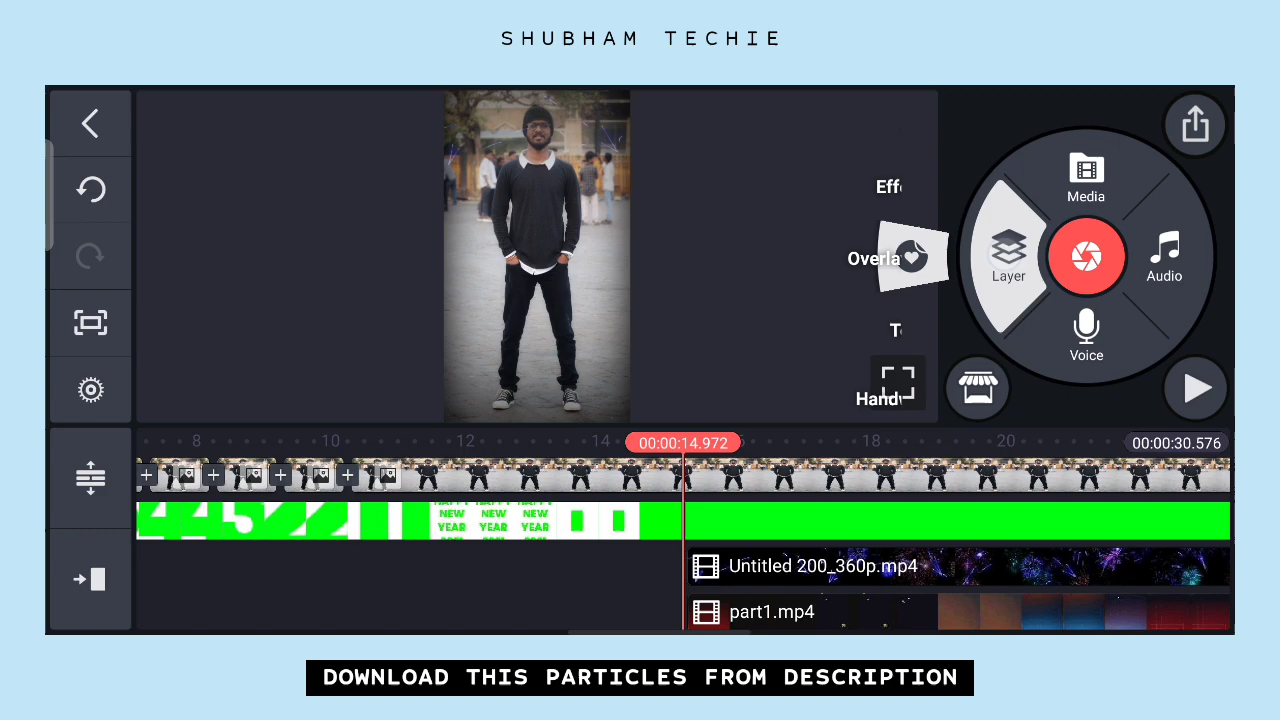 SHUBHAM TECHIE
Media
Layer
Audio
Voice
Eff
Overla
Hand
8 10 12 14 00:00:14.972 18 20 00:00:30.576
NEW NEW NEW
YEAR YEAR YEAR
Untitled 200_360p.mp4
part1.mp4
DOWNLOAD THIS PARTICLES FROM DESCRIPTION